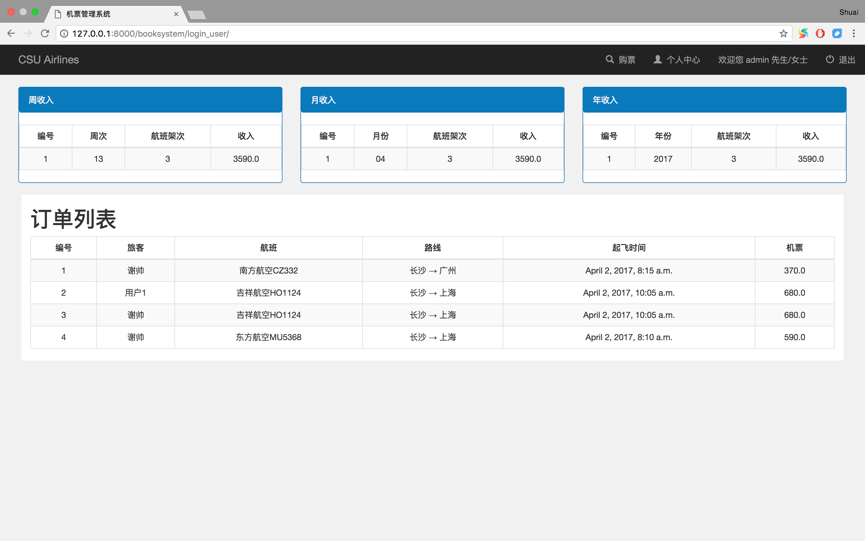 机票管理系统
Shuai
127.0.0.1:8000/booksystem/login_user/
CSU Airlines 购票 个人中心 欢迎您 admin 先生/女士 退出
周收入
编号 周次 航班架次 收入
1 13 3 3590.0
月收入
编号 月份 航班架次 收入
1 04 3 3590.0
年收入
编号 年份 航班架次 收入
1 2017 3 3590.0
订单列表
编号 旅客 航班 路线 起飞时间 机票
1 谢帅 南方航空CZ332 长沙 → 广州 April 2, 2017, 8:15 a.m. 370.0
2 用户1 吉祥航空HO1124 长沙 → 上海 April 2, 2017, 10:05 a.m. 680.0
3 谢帅 吉祥航空HO1124 长沙 → 上海 April 2, 2017, 10:05 a.m. 680.0
4 谢帅 东方航空MU5368 长沙 → 上海 April 2, 2017, 8:10 a.m. 590.0